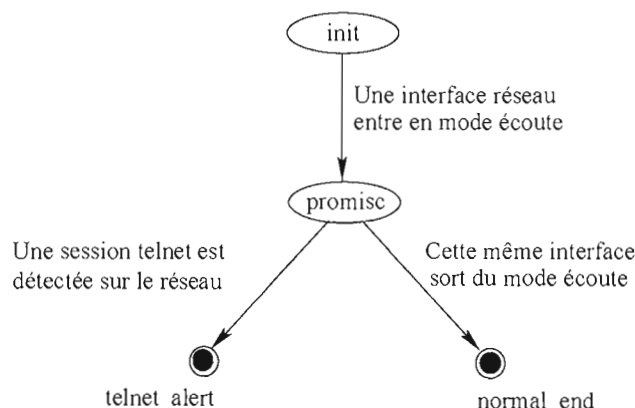 init
Une interface réseau
entre en mode écoute
promisc
Une session telnet est
détectée sur le réseau
Cette même interface
sort du mode écoute
telnet alert
normal end